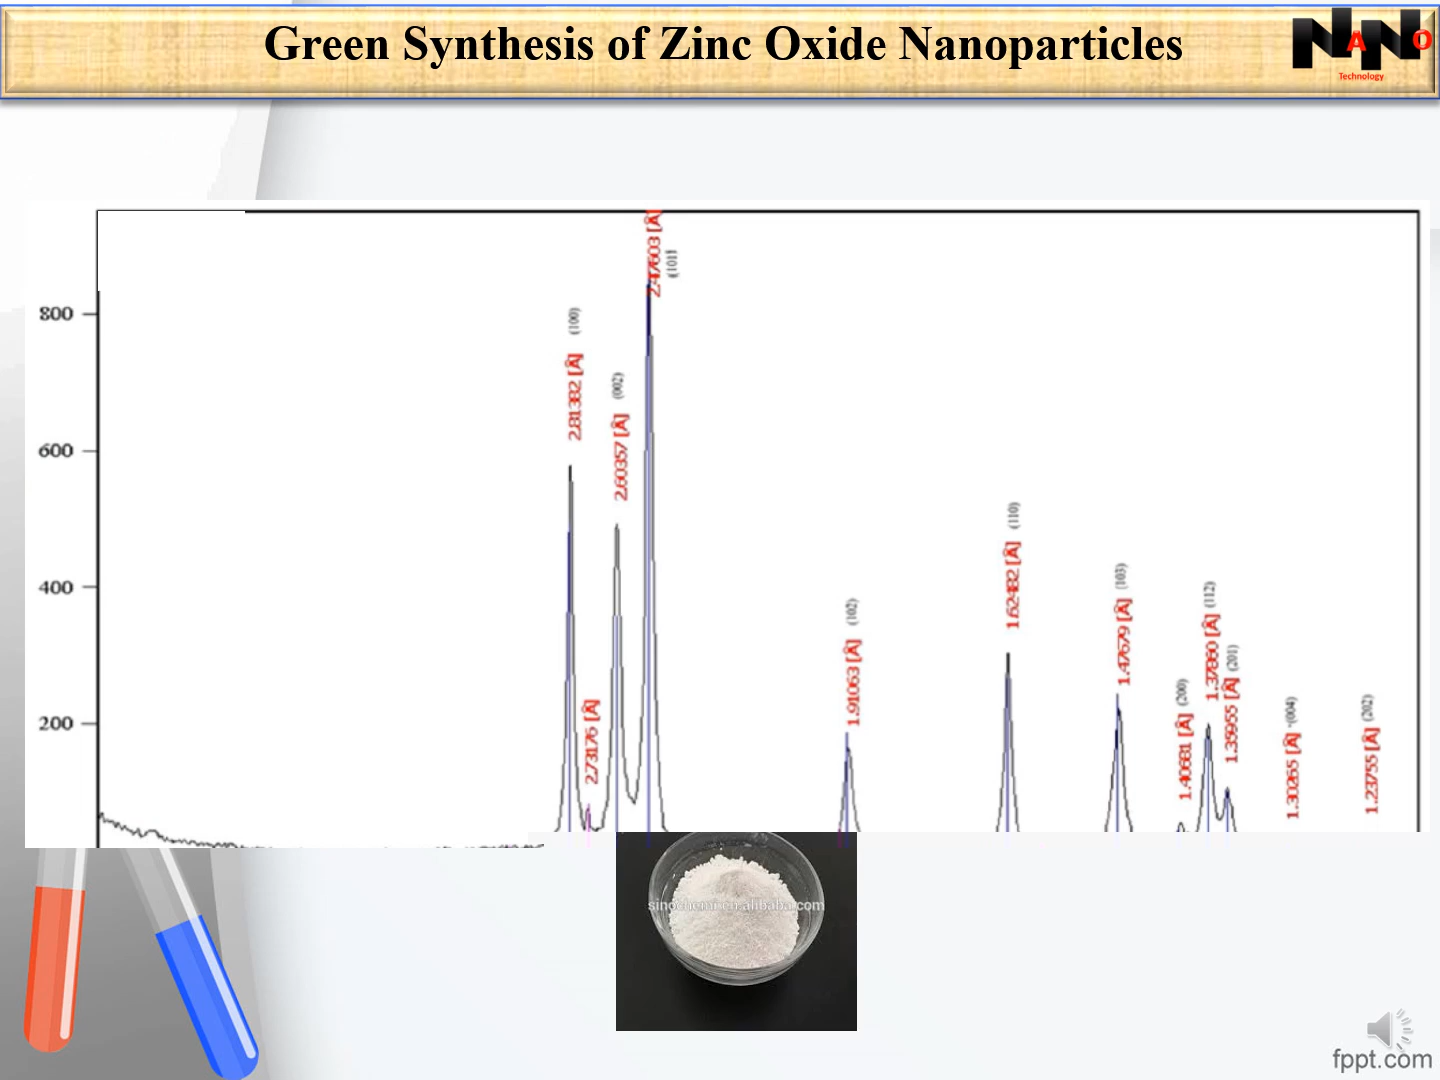 Green Synthesis of Zinc Oxide Nanoparticles
NANO
Technology
800
600
400
200
2.81382 [Å] (100)
2.73176 [Å]
2.60357 [Å] (002)
2.47603 [Å] (101)
1.91063 [Å] (102)
1.62482 [Å] (110)
1.47679 [Å] (103)
1.40681 [Å] (200)
1.37860 [Å] (112)
1.35955 [Å] (201)
1.30265 [Å] (004)
1.23755 [Å] (202)
sinochemi.en.alibaba.com
fppt.com